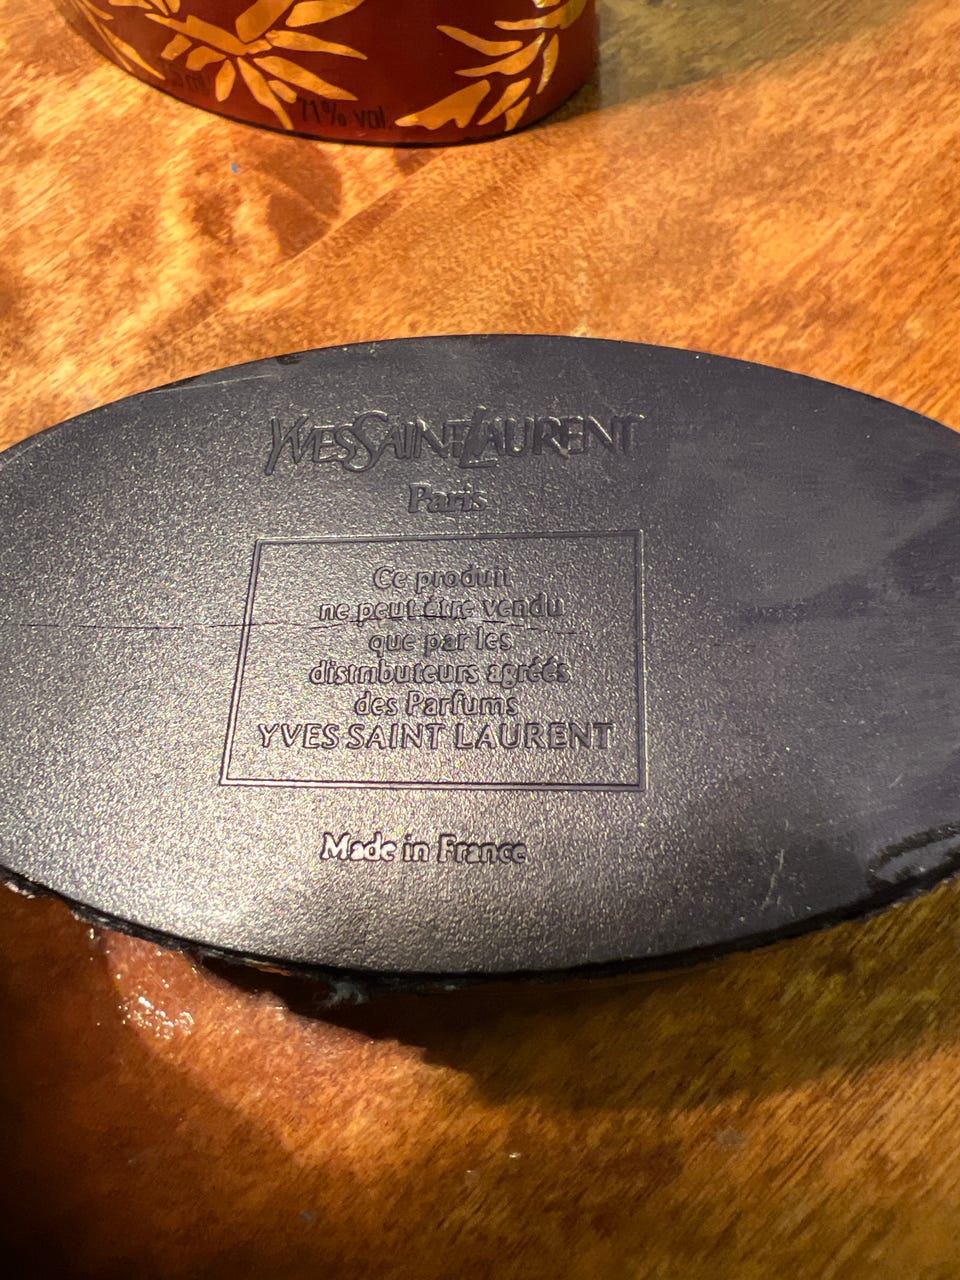 71% vol.
YVES SAINT LAURENT
Paris
Ce produit
ne peut être vendu
que par les
distributeurs agréés
des Parfums
YVES SAINT LAURENT
Made in France